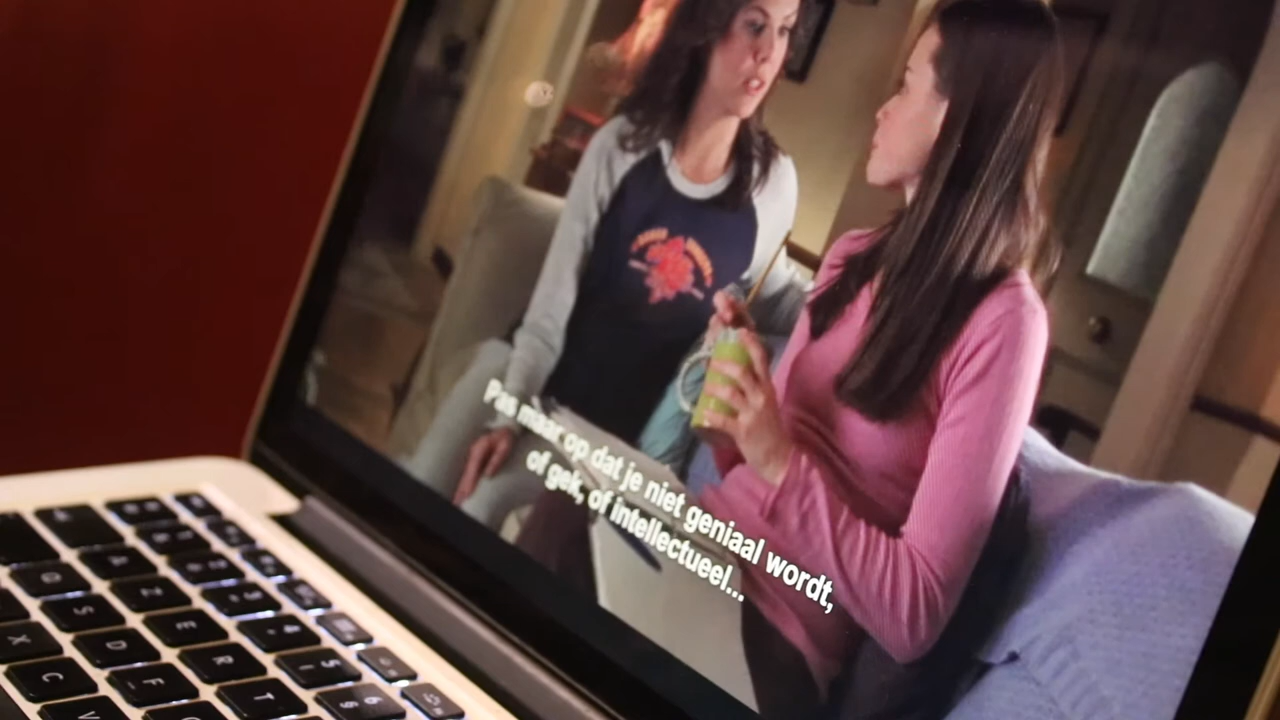 Pas maar op dat je niet geniaal wordt,
of gek, of intellectueel...
S
E
D
R
X
C
F
T